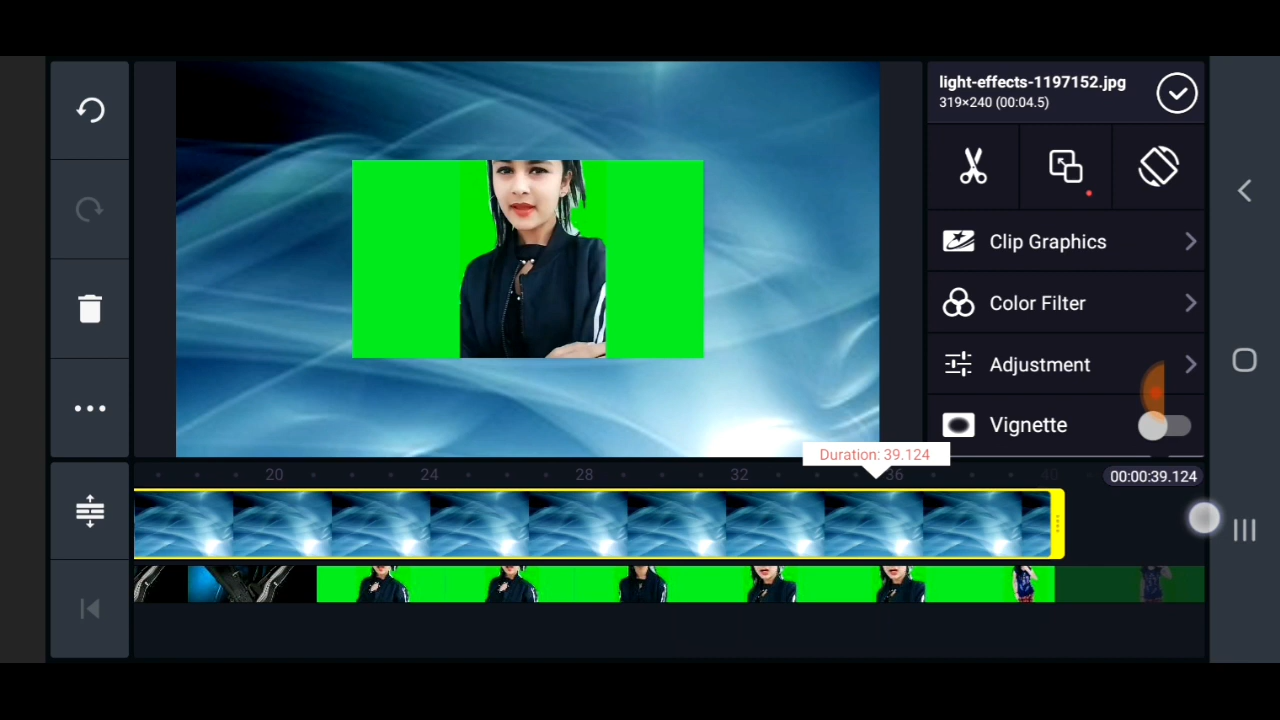 light-effects-1197152.jpg
319×240 (00:04.5)
Clip Graphics
Color Filter
Adjustment
Vignette
Duration: 39.124
20 24 28 32 36 40
00:00:39.124